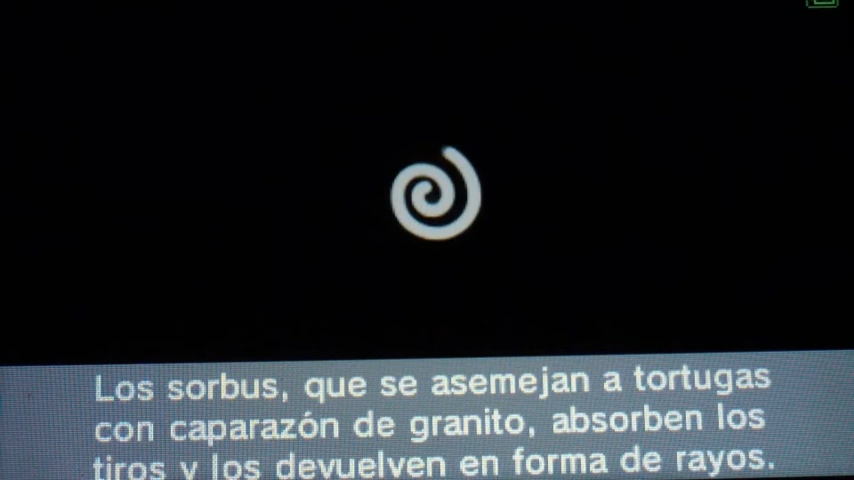 Los sorbus, que se asemejan a tortugas
con caparazón de granito, absorben los
tiros y los devuelven en forma de rayos.